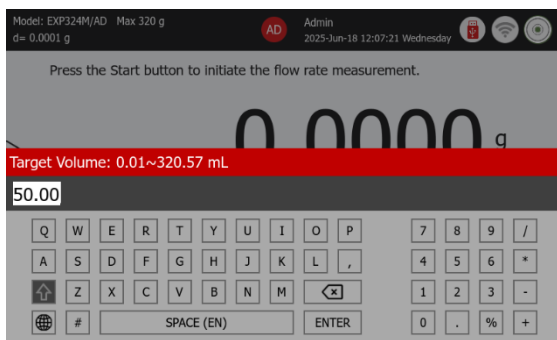 Model: EXP324M/AD Max 320 g
d= 0.0001 g
AD
Admin
2025-Jun-18 12:07:21 Wednesday
Press the Start button to initiate the flow rate measurement.
0.0000 g
Target Volume: 0.01~320.57 mL
50.00
Q W E R T Y U I O P 7 8 9 /
A S D F G H J K L , 4 5 6 *
Z X C V B N M 1 2 3 -
# SPACE (EN) ENTER 0 . % +